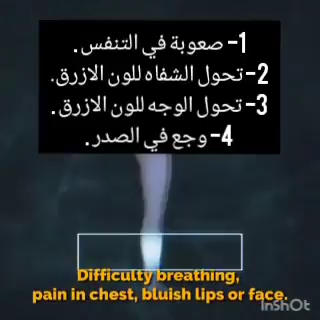 1- صعوبة في التنفس.
2- تحول الشفاه للون الازرق.
3- تحول الوجه للون الازرق.
4- وجع في الصدر.
Difficulty breathing,
pain in chest, bluish lips or face.
InShOt